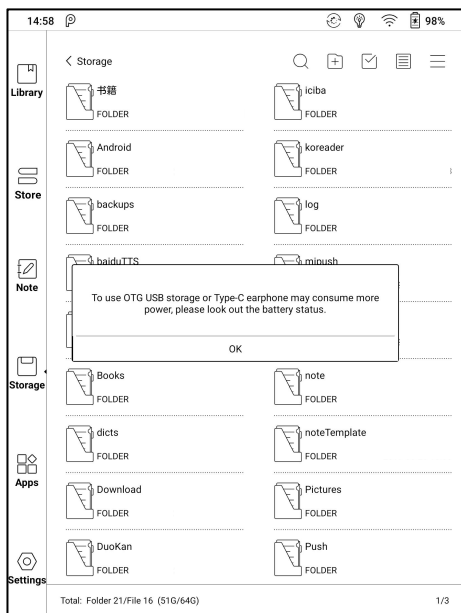 14:58
98%
Storage
Library
Store
Note
Storage
Apps
Settings
书籍
FOLDER
iciba
FOLDER
Android
FOLDER
koreader
FOLDER
backups
FOLDER
log
FOLDER
baiduTTS
mipush
To use OTG USB storage or Type-C earphone may consume more
power, please look out the battery status.
OK
Books
FOLDER
note
FOLDER
dicts
FOLDER
noteTemplate
FOLDER
Download
FOLDER
Pictures
FOLDER
DuoKan
FOLDER
Push
FOLDER
Total: Folder 21/File 16 (51G/64G)
1/3